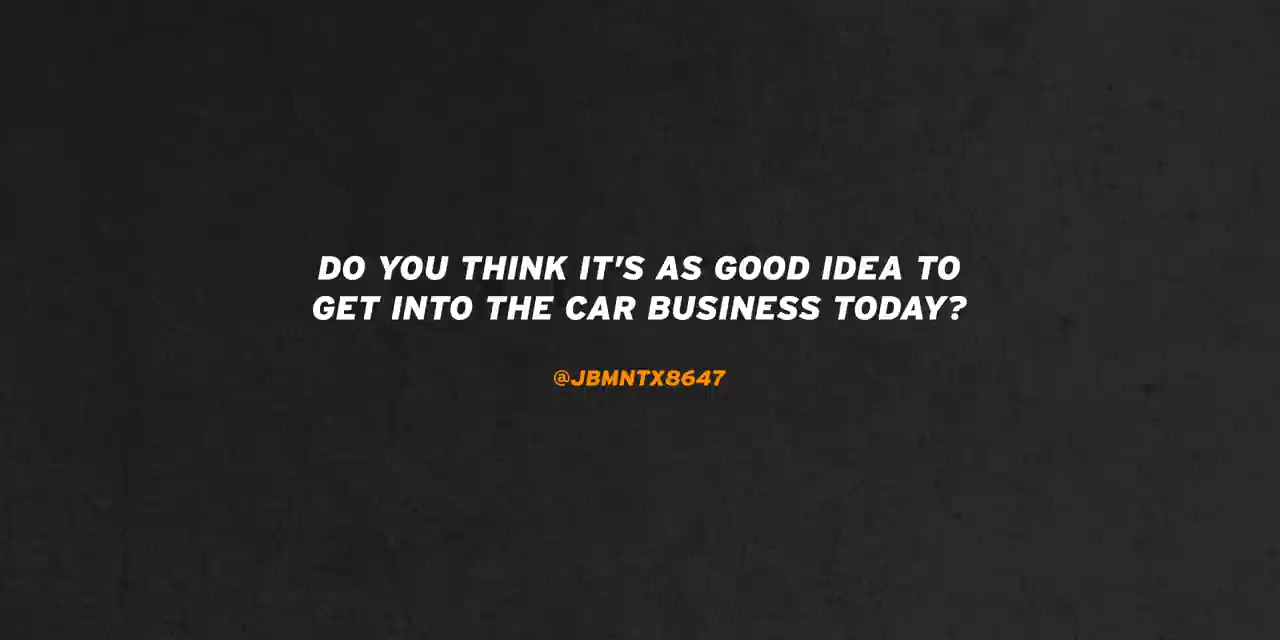 DO YOU THINK IT'S AS GOOD IDEA TO
GET INTO THE CAR BUSINESS TODAY?
@JBMNTX8647